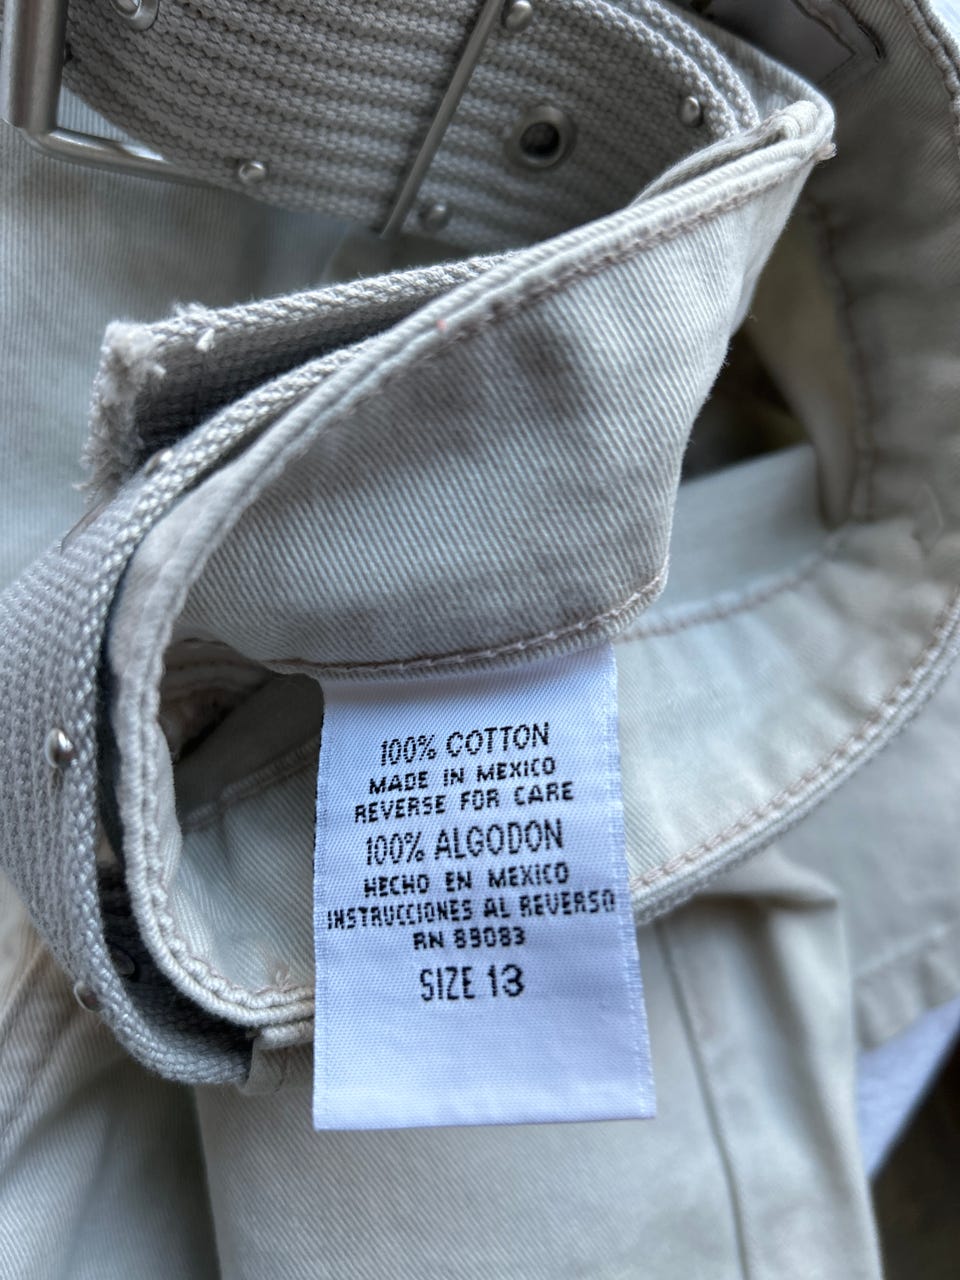 100% COTTON
MADE IN MEXICO
REVERSE FOR CARE
100% ALGODON
HECHO EN MEXICO
INSTRUCCIONES AL REVERSO
RN 89083
SIZE 13